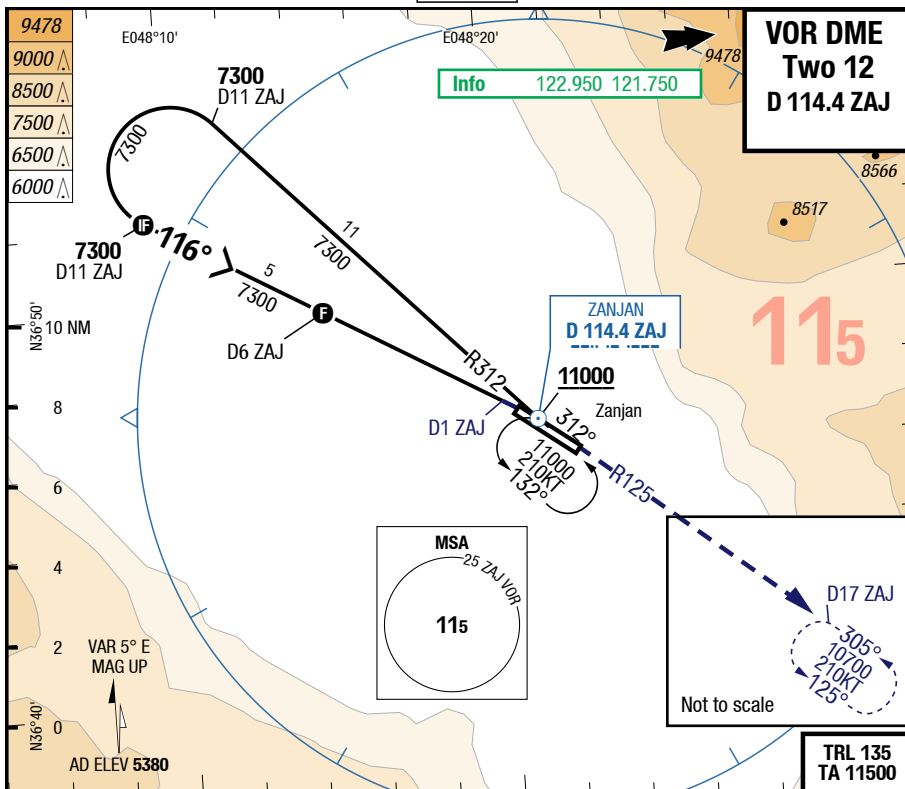 9478
9000
8500
7500
6500
6000
E048°10'
E048°20'
9478
VOR DME
Two 12
D 114.4 ZAJ
Info 122.950 121.750
7300
D11 ZAJ
7300
8566
8517
IF
116°
7300
D11 ZAJ
11
7300
5
7300
F
D6 ZAJ
N36°50'
10 NM
ZANJAN
D 114.4 ZAJ
115
R312
11000
Zanjan
D1 ZAJ
312°
11000
210KT
132°
R125
8
6
4
2
0
MSA
25 ZAJ VOR
115
D17 ZAJ
305°
10700
210KT
125°
Not to scale
VAR 5° E
MAG UP
N36°40'
AD ELEV 5380
TRL 135
TA 11500